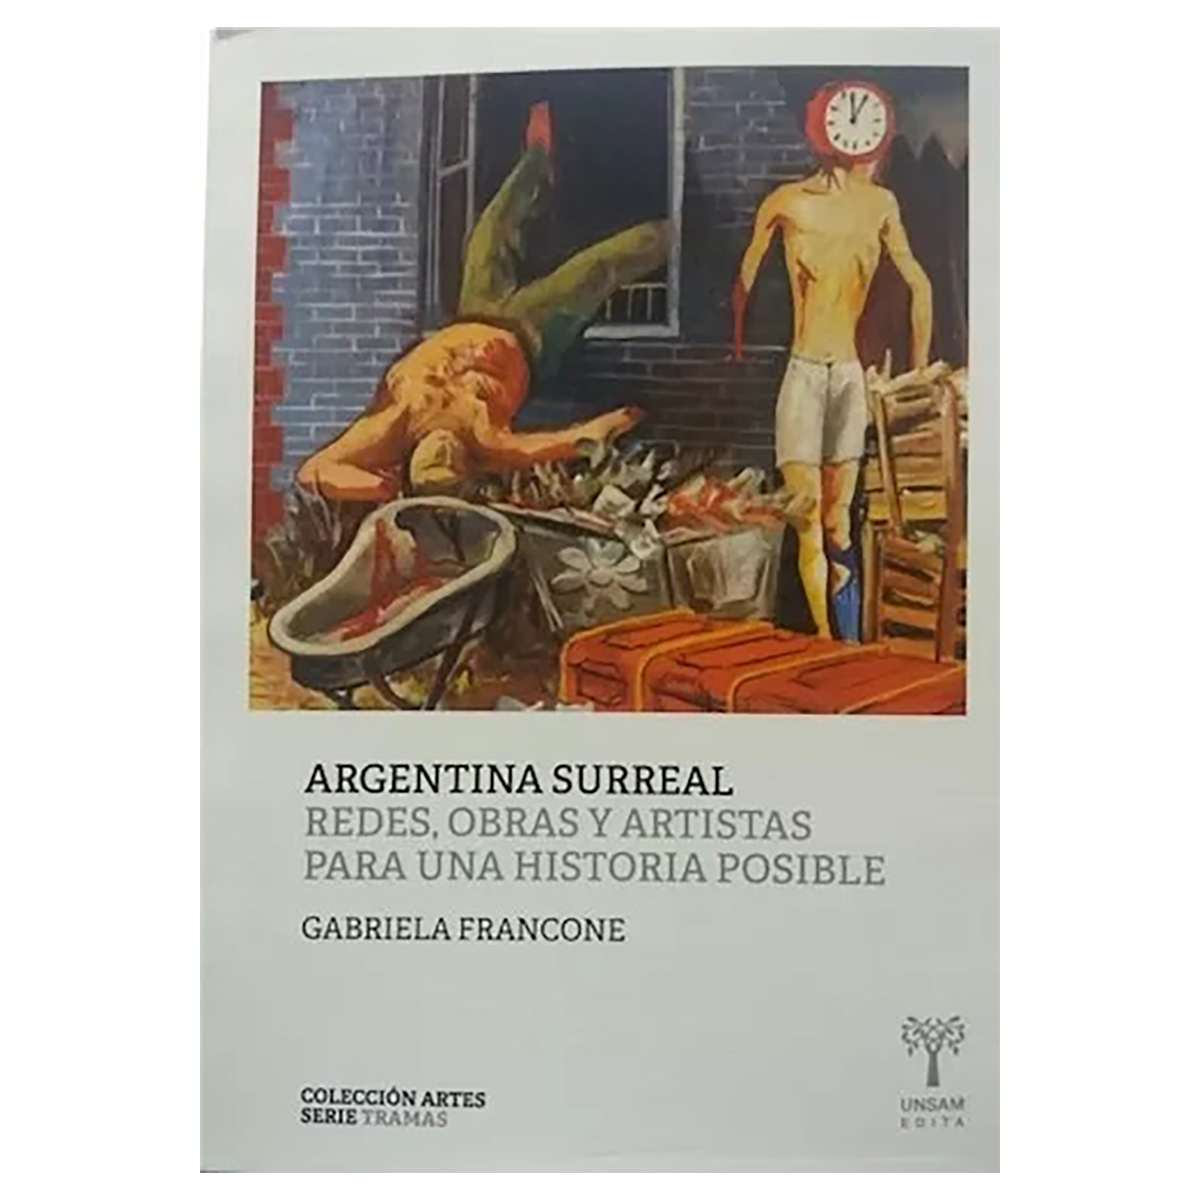 ARGENTINA SURREAL
REDES, OBRAS Y ARTISTAS
PARA UNA HISTORIA POSIBLE
GABRIELA FRANCONE
COLECCIÓN ARTES
SERIE TRAMAS
UNSAM
EDITA